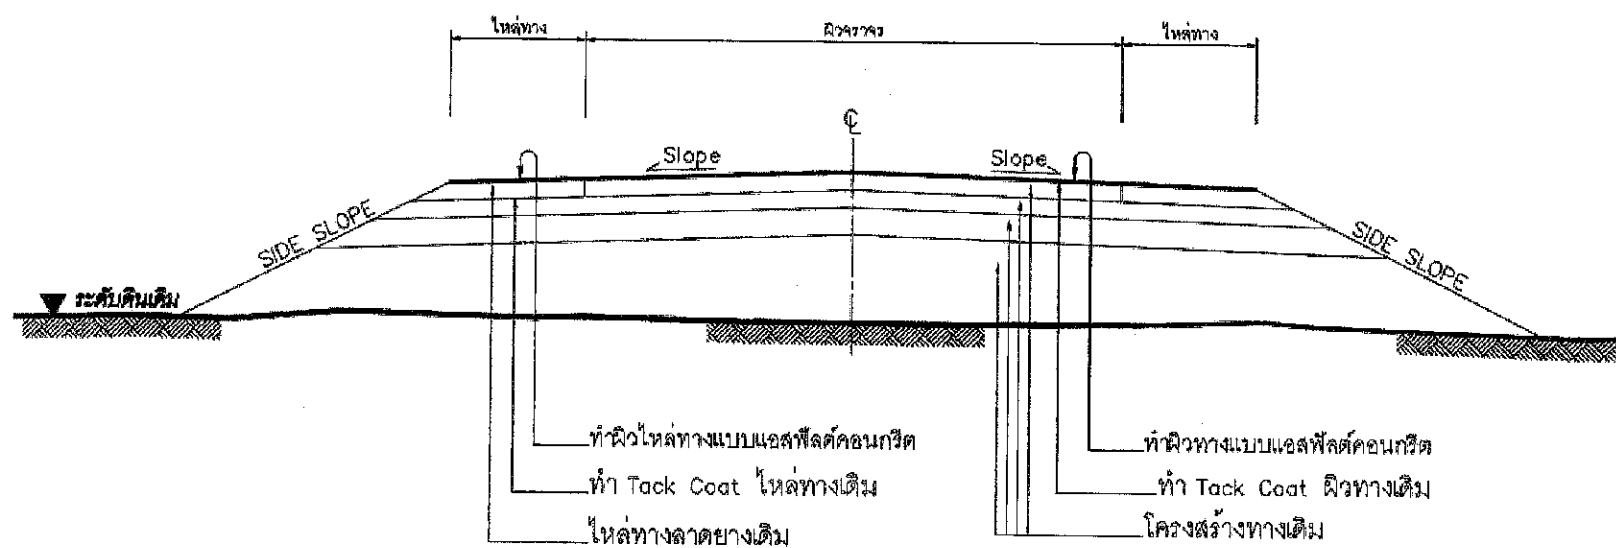 ไหล่ทาง
ผิวจราจร
ไหล่ทาง
℄
Slope
Slope
SIDE SLOPE
SIDE SLOPE
ระดับดินเดิม
ทำผิวไหล่ทางแบบแอสฟัลต์คอนกรีต
ทำผิวทางแบบแอสฟัลต์คอนกรีต
ทำ Tack Coat ไหล่ทางเดิม
ทำ Tack Coat ผิวทางเดิม
ไหล่ทางลาดยางเดิม
โครงสร้างทางเดิม